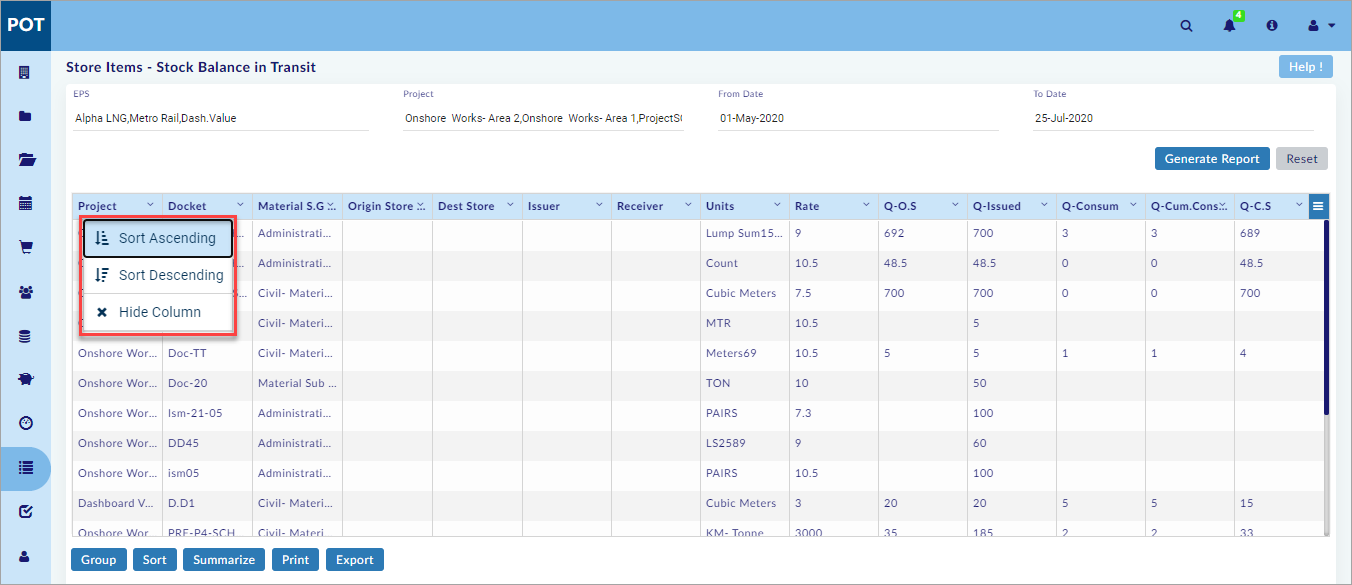 POT
4
Store Items - Stock Balance in Transit
Help !
EPS Project From Date To Date
Alpha LNG,Metro Rail,Dash.Value Onshore Works- Area 2,Onshore Works- Area 1, 01-May-2020 25-Jul-2020
Generate Report Reset
Project Docket Material S.G... Origin Store ... Dest Store Issuer Receiver Units Rate Q-O.S Q-Issued Q-Consum Q-Cum.Cons... Q-C.S
Administrati... Lump Sum15... 9 692 700 3 3 689
Sort Ascending
Administrati... Count 10.5 48.5 48.5 0 0 48.5
Sort Descending
Civil- Materi... Cubic Meters 7.5 700 700 0 0 700
Hide Column
Civil- Materi... MTR 10.5 5
Onshore Wor... Doc-TT Civil- Materi... Meters69 10.5 5 5 1 1 4
Onshore Wor... Doc-20 Material Sub ... TON 10 50
Onshore Wor... Ism-21-05 Administrati... PAIRS 7.3 100
Onshore Wor... DD45 Administrati... LS2589 9 60
Onshore Wor... ism05 Administrati... PAIRS 10.5 100
Dashboard V... D.D1 Civil- Materi... Cubic Meters 3 20 20 5 5 15
Onshore Wor... PRE-P4-SCH... Civil- Materi... KM- Tonne 3000 35 185 2 2 33
Group Sort Summarize Print Export